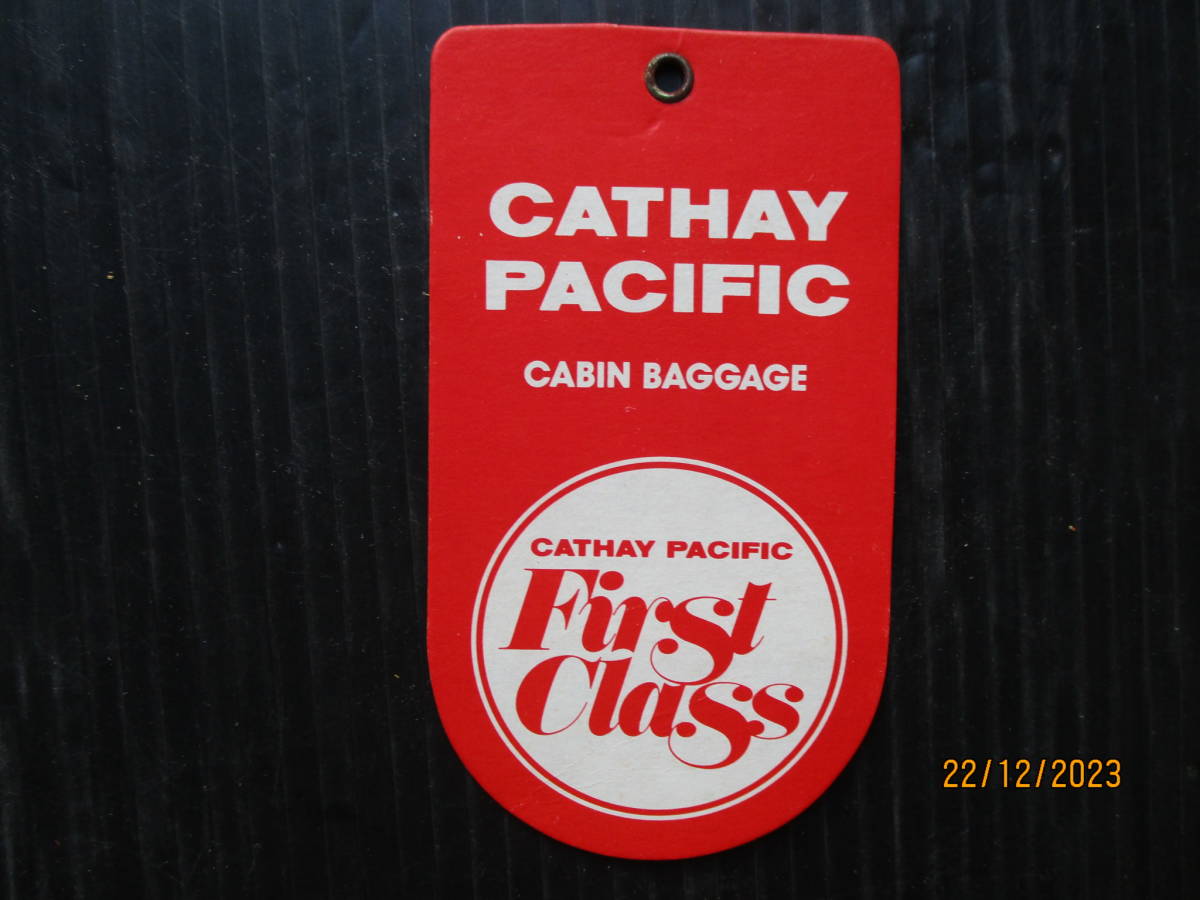 CATHAY
PACIFIC
CABIN BAGGAGE
CATHAY PACIFIC
First
Class
22/12/2023